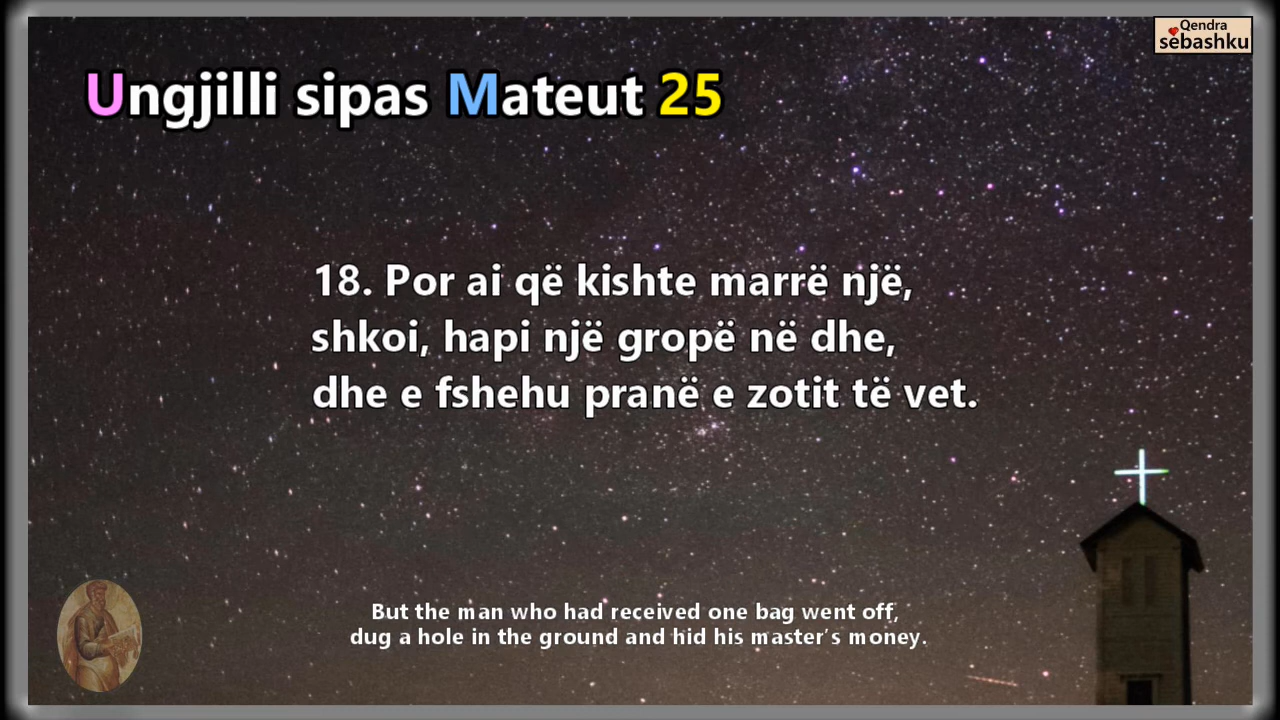 Qendra
sëbashku
Ungjilli sipas Mateut 25
18. Por ai që kishte marrë një,
shkoi, hapi një gropë në dhe,
dhe e fshehu pranë e zotit të vet.
But the man who had received one bag went off,
dug a hole in the ground and hid his master's money.